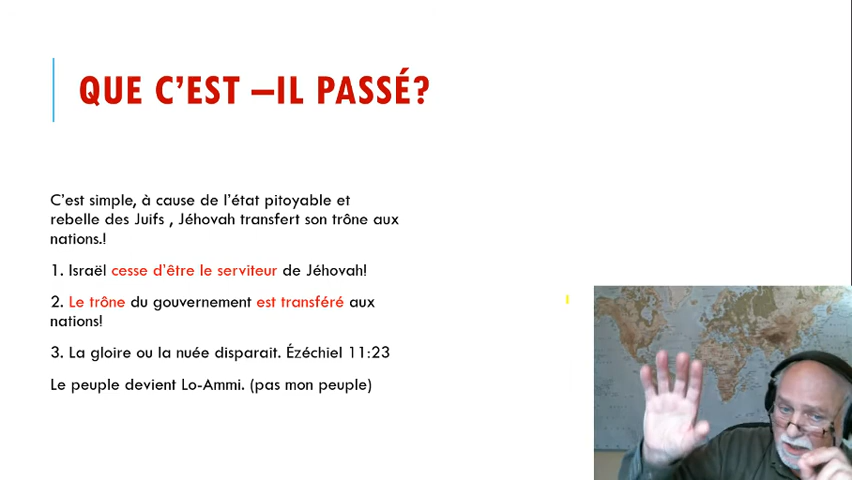 QUE C'EST –IL PASSÉ?
C'est simple, à cause de l'état pitoyable et
rebelle des Juifs , Jéhovah transfert son trône aux
nations.!
1. Israël cesse d'être le serviteur de Jéhovah!
2. Le trône du gouvernement est transféré aux
nations!
3. La gloire ou la nuée disparait. Ézéchiel 11:23
Le peuple devient Lo-Ammi. (pas mon peuple)